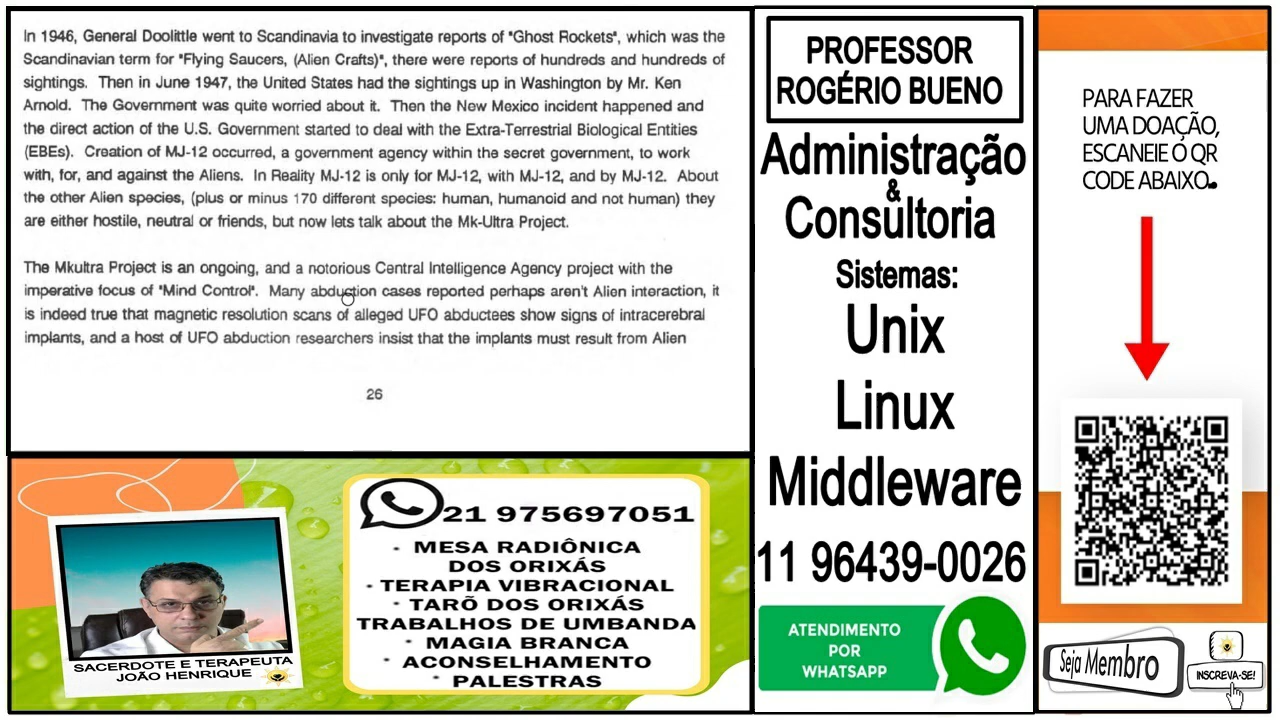 In 1946, General Doolittle went to Scandinavia to investigate reports of "Ghost Rockets", which was the
Scandinavian term for "Flying Saucers, (Alien Crafts)", there were reports of hundreds and hundreds of
sightings. Then in June 1947, the United States had the sightings up in Washington by Mr. Ken
Arnold. The Government was quite worried about it. Then the New Mexico incident happened and
the direct action of the U.S. Government started to deal with the Extra-Terrestrial Biological Entities
(EBEs). Creation of MJ-12 occurred, a government agency within the secret government, to work
with, for, and against the Aliens. In Reality MJ-12 is only for MJ-12, with MJ-12, and by MJ-12. About
the other Alien species, (plus or minus 170 different species: human, humanoid and not human) they
are either hostile, neutral or friends, but now lets talk about the Mk-Ultra Project.
The Mkultra Project is an ongoing, and a notorious Central Intelligence Agency project with the
imperative focus of "Mind Control". Many abduction cases reported perhaps aren't Alien interaction, it
is indeed true that magnetic resolution scans of alleged UFO abductees show signs of intracerebral
implants, and a host of UFO abduction researchers insist that the implants must result from Alien
26
SACERDOTE E TERAPEUTA
JOÃO HENRIQUE
21 975697051
· MESA RADIÔNICA
DOS ORIXÁS
· TERAPIA VIBRACIONAL
· TARÔ DOS ORIXÁS
TRABALHOS DE UMBANDA
· MAGIA BRANCA
· ACONSELHAMENTO
· PALESTRAS
PROFESSOR
ROGÉRIO BUENO
Administração
&
Consultoria
Sistemas:
Unix
Linux
Middleware
11 96439-0026
ATENDIMENTO
POR
WHATSAPP
PARA FAZER
UMA DOAÇÃO,
ESCANEIE O QR
CODE ABAIXO..
Seja Membro
INSCREVA-SE!